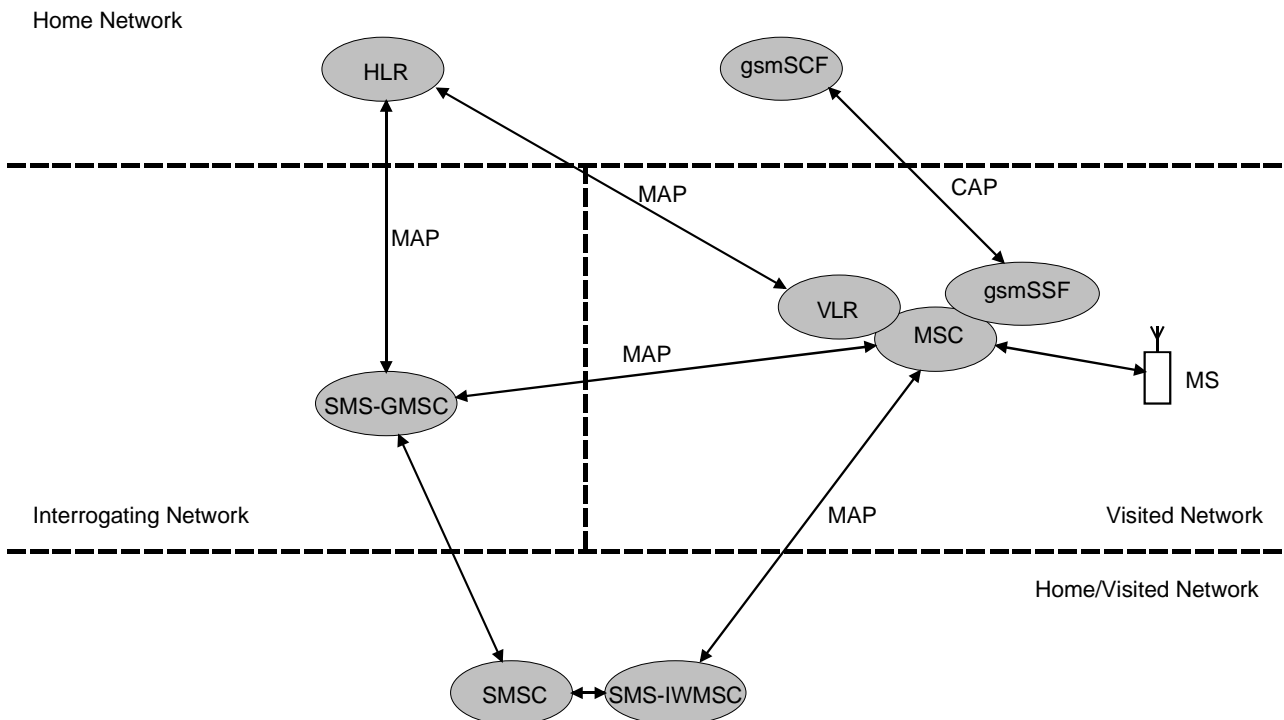 Home Network
HLR
gsmSCF
MAP
CAP
MAP
gsmSSF
VLR
MSC
MAP
MS
SMS-GMSC
Interrogating Network
MAP
Visited Network
Home/Visited Network
SMSC
SMS-IWMSC